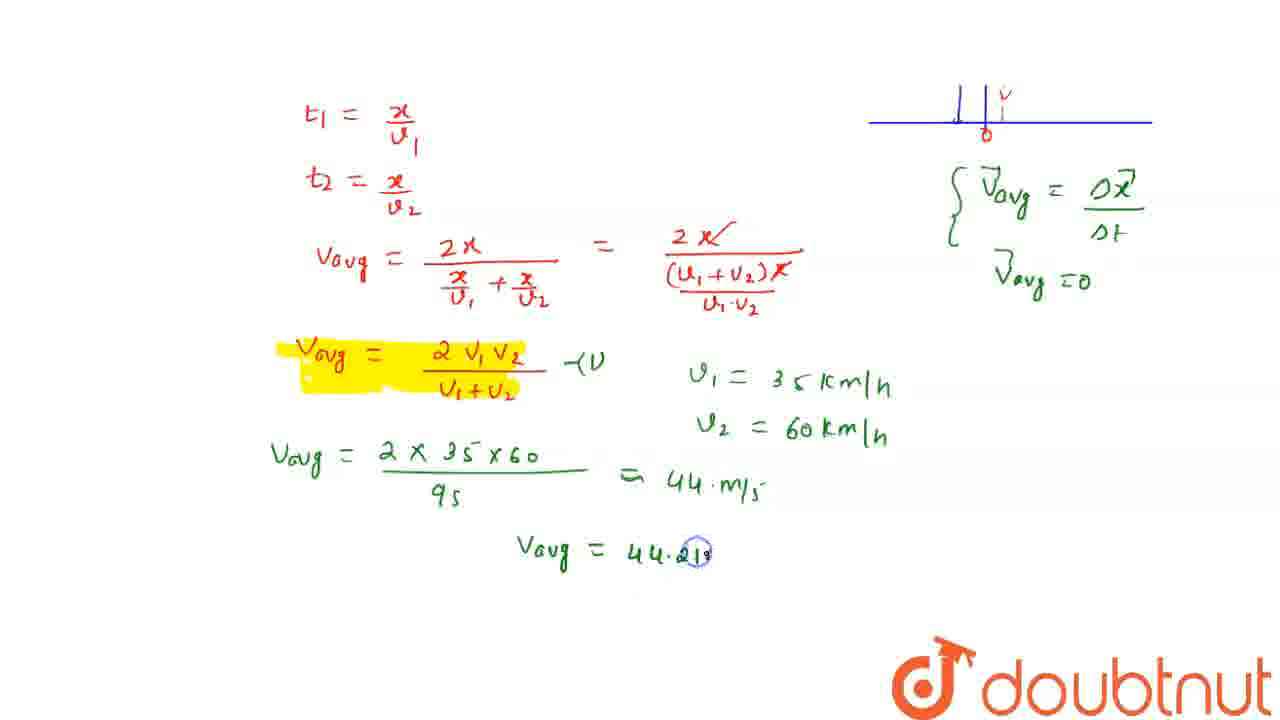 t1 = x/v1
t2 = x/v2
Vavg = 2x / (x/v1 + x/v2) = 2x / ((v1 + v2) x / v1·v2)
Vavg = 2 V1 V2 / (V1 + V2) -(1)
Vavg = 2 × 35 × 60 / 95 = 44. m/s
Vavg = 44.21
0
V⃗avg = Δx⃗ / Δt
V⃗avg = 0
v1 = 35 km/h
v2 = 60 km/h
doubtnut